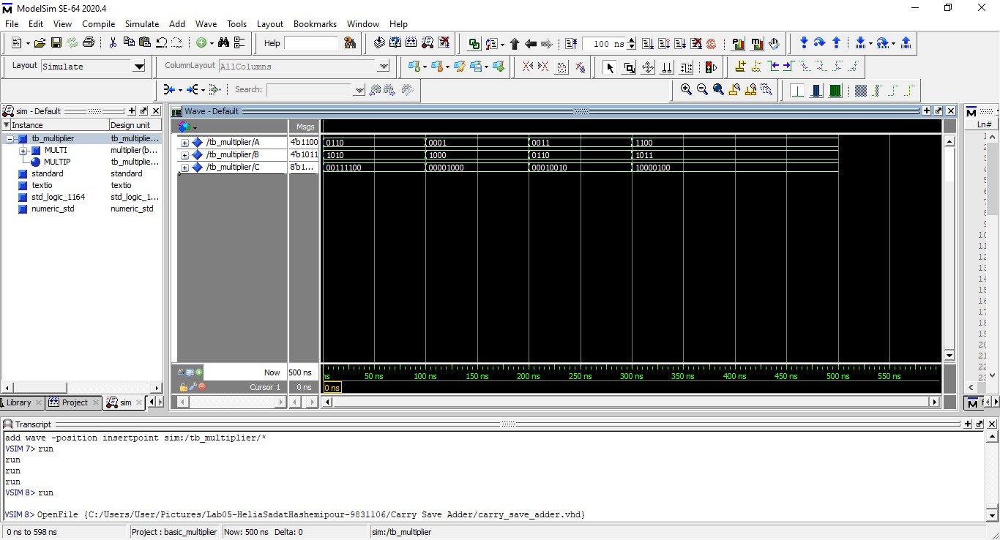 ModelSim SE-64 2020.4
File Edit View Compile Simulate Add Wave Tools Layout Bookmarks Window Help
Help
100 ns
Layout Simulate
ColumnLayout AllColumns
Search:
sim - Default
Instance Design unit
tb_multiplier tb_multiplie...
MULTI multiplier(b...
MULTIP tb_multiplie...
standard standard
textio textio
std_logic_1164 std_logic_1...
numeric_std numeric_std
Library Project sim
Wave - Default
Msgs
/tb_multiplier/A 4'b1100 0110 0001 0011 1100
/tb_multiplier/B 4'b1011 1010 1000 0110 1011
/tb_multiplier/C 8'b1... 00111100 00001000 00010010 10000100
Now 500 ns ns 50 ns 100 ns 150 ns 200 ns 250 ns 300 ns 350 ns 400 ns 450 ns 500 ns 550 ns
Cursor 1 0 ns 0 ns
Ln#
Transcript
add wave -position insertpoint sim:/tb_multiplier/*
VSIM 7> run
run
run
run
VSIM 8> run
VSIM 8> OpenFile {C:/Users/User/Pictures/Lab05-HeliaSadatHashemipour-9831106/Carry Save Adder/carry_save_adder.vhd}
0 ns to 598 ns Project : basic_multiplier Now: 500 ns Delta: 0 sim:/tb_multiplier